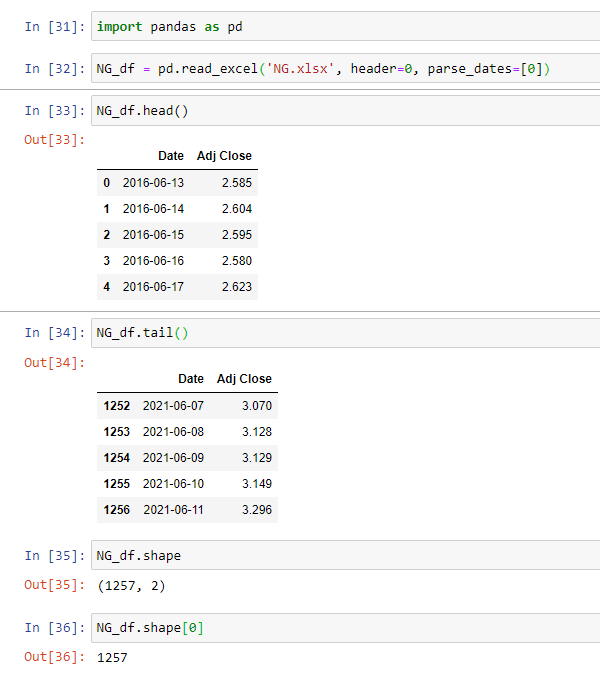 In [31]: import pandas as pd
In [32]: NG_df = pd.read_excel('NG.xlsx', header=0, parse_dates=[0])
In [33]: NG_df.head()
Out[33]:
Date Adj Close
0 2016-06-13 2.585
1 2016-06-14 2.604
2 2016-06-15 2.595
3 2016-06-16 2.580
4 2016-06-17 2.623
In [34]: NG_df.tail()
Out[34]:
Date Adj Close
1252 2021-06-07 3.070
1253 2021-06-08 3.128
1254 2021-06-09 3.129
1255 2021-06-10 3.149
1256 2021-06-11 3.296
In [35]: NG_df.shape
Out[35]: (1257, 2)
In [36]: NG_df.shape[0]
Out[36]: 1257